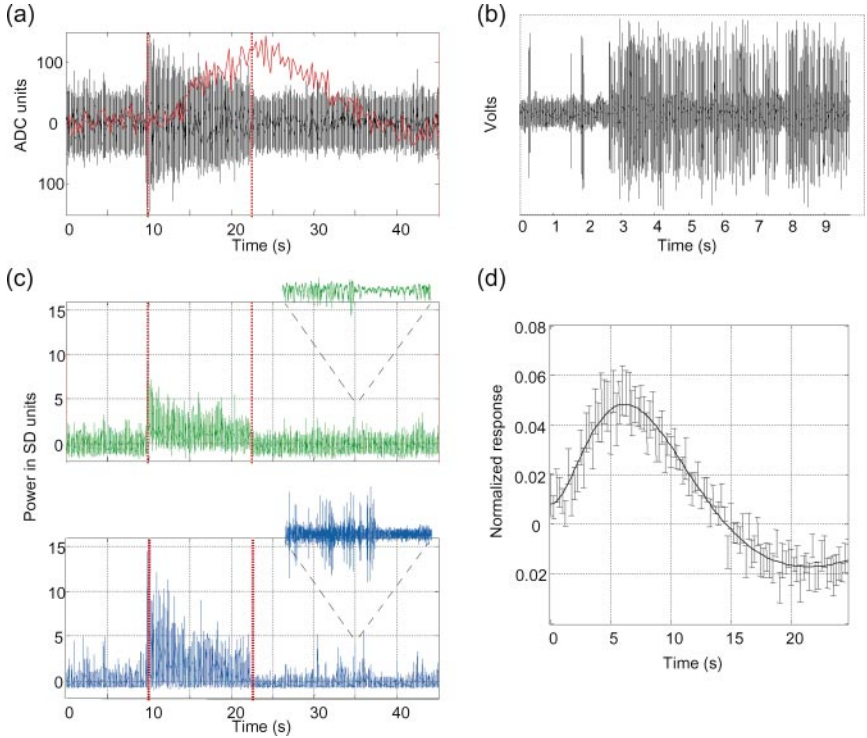 (a)
ADC units
100
0
100
0 10 20 30 40
Time (s)
(b)
Volts
0 1 2 3 4 5 6 7 8 9
Time (s)
(c)
Power in SD units
15
10
5
0
15
10
5
0
0 10 20 30 40
Time (s)
(d)
Normalized response
0.08
0.06
0.04
0.02
0
0.02
0 5 10 15 20
Time (s)